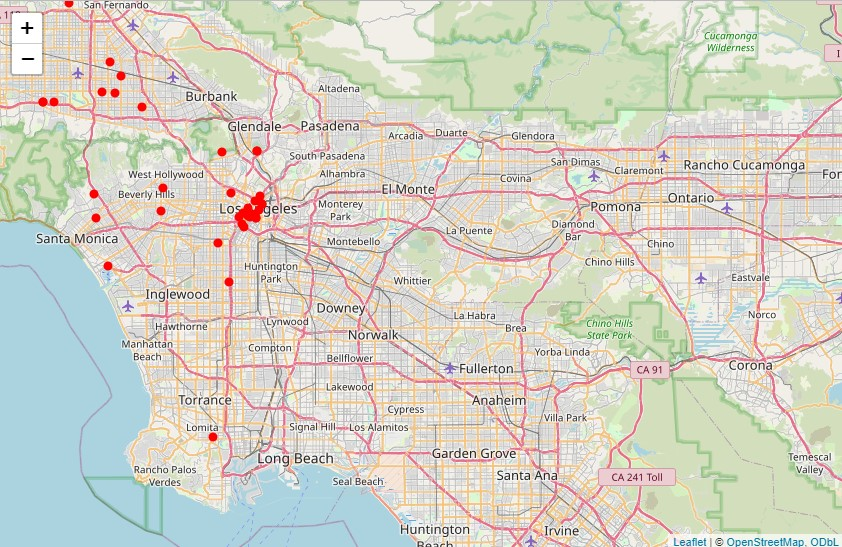 118
San Fernando
+
−
Cucamonga
Wilderness
I
Burbank
Altadena
Glendale
Pasadena
Arcadia
Duarte
Glendora
South Pasadena
San Dimas
Claremont
Rancho Cucamonga
Fon
West Hollywood
Alhambra
Beverly Hills
El Monte
Covina
Ontario
Los Angeles
Monterey
Park
Pomona
La Puente
Diamond
Bar
Santa Monica
Montebello
Chino
Huntington
Park
Whittier
Chino Hills
Eastvale
Inglewood
Downey
La Habra
Norco
Hawthorne
Lynwood
Norwalk
Brea
Chino Hills
State Park
Manhattan
Beach
Compton
Bellflower
Yorba Linda
Fullerton
CA 91
Corona
Lakewood
Torrance
Cypress
Anaheim
Villa Park
Lomita
Signal Hill
Los Alamitos
Long Beach
Garden Grove
Rancho Palos
Verdes
Seal Beach
Santa Ana
CA 241 Toll
Temescal
Valley
Huntington
Beach
Irvine
Leaflet | © OpenStreetMap, ODbL